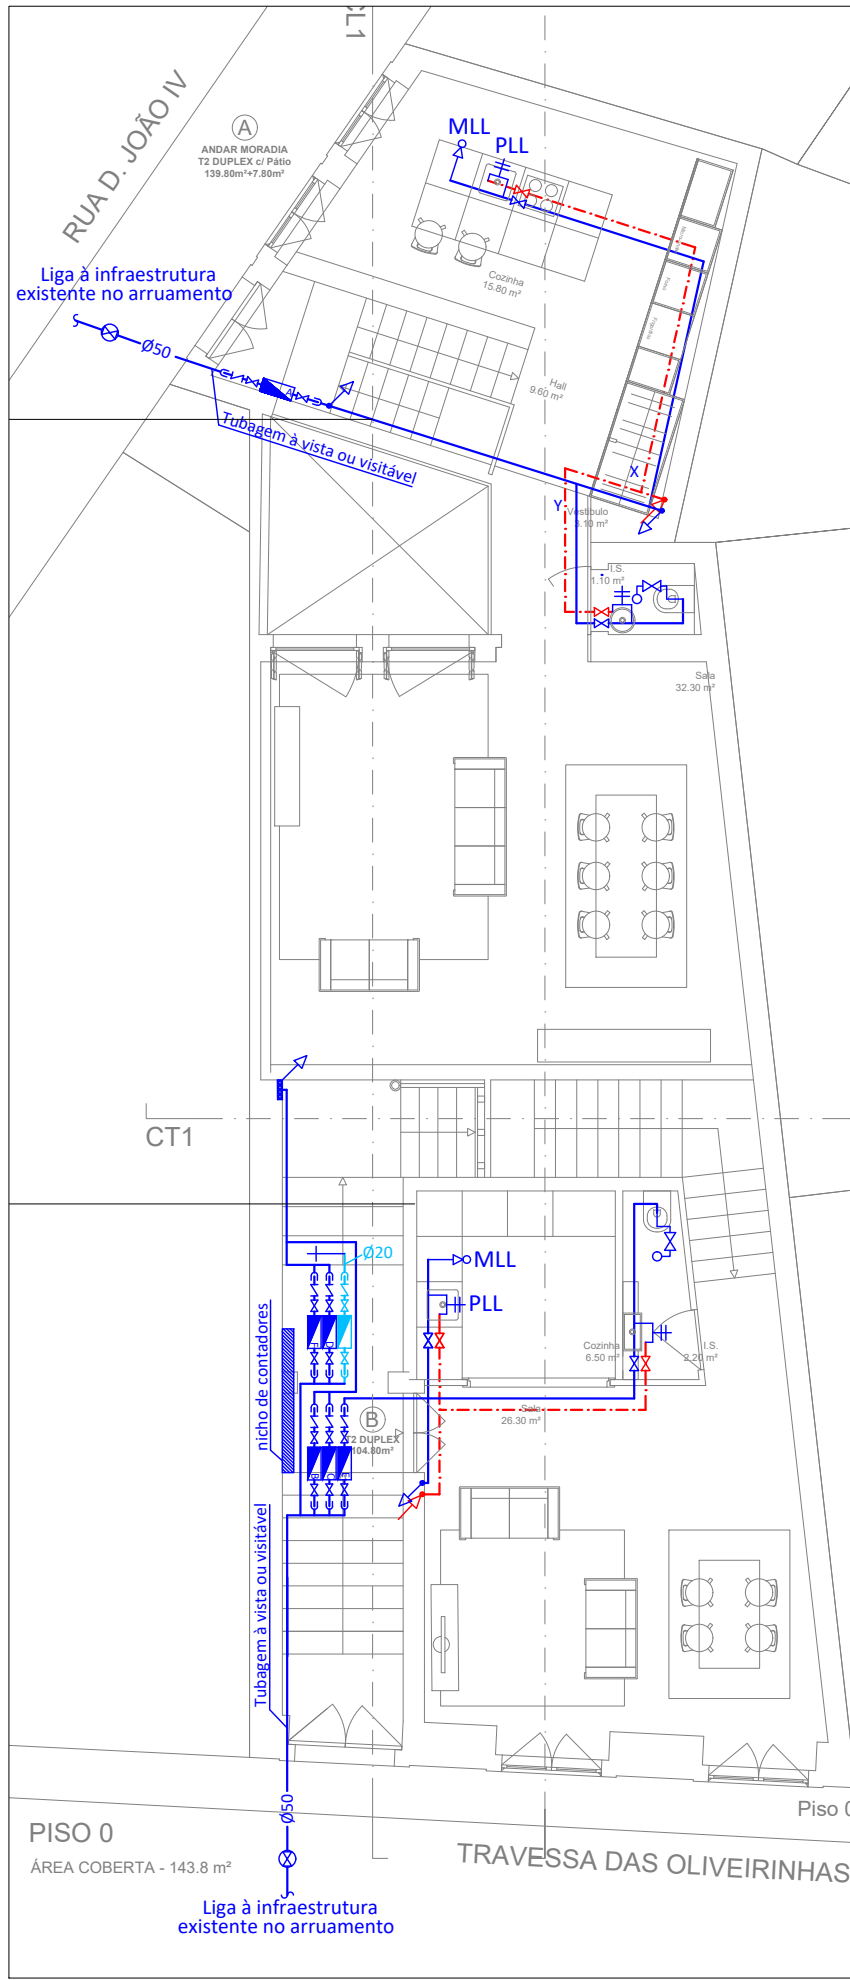 CL1
RUA D. JOÃO IV
A
ANDAR MORADIA
T2 DUPLEX c/ Pátio
139.80m²+7.80m²
MLL
PLL
Liga à infraestrutura
existente no arruamento
Ø50
A
Tubagem à vista ou visitável
Cozinha
15.80 m²
Hall
9.60 m²
X
Y
Vestíbulo
3.10 m²
I.S.
1.10 m²
Sala
32.30 m²
CT1
Ø20
MLL
PLL
nicho de contadores
F
D
Cozinha
6.50 m²
I.S.
2.20 m²
Sala
26.30 m²
B
T2 DUPLEX
104.80m²
B
C
E
Tubagem à vista ou visitável
Ø50
PISO 0
ÁREA COBERTA - 143.8 m²
Piso 0
TRAVESSA DAS OLIVEIRINHAS
Liga à infraestrutura
existente no arruamento